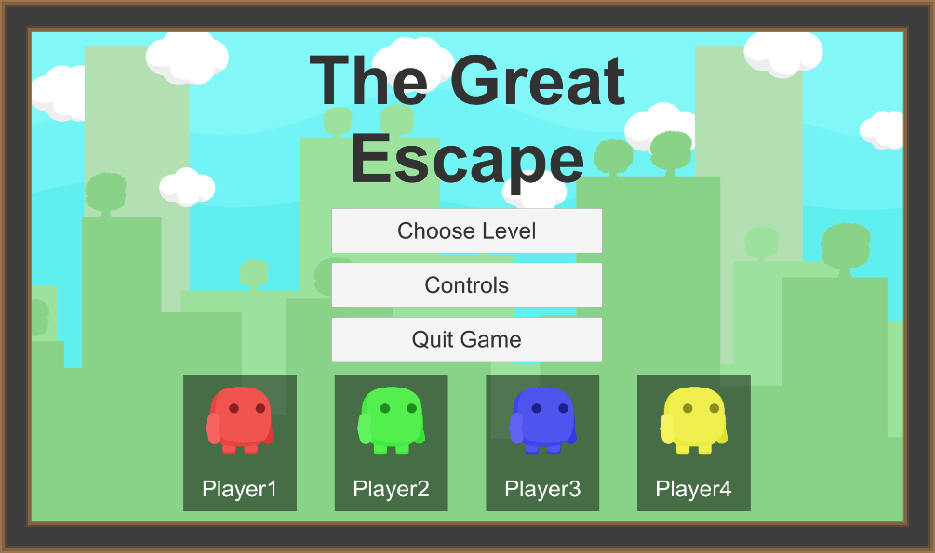 The Great
Escape
Choose Level
Controls
Quit Game
Player1
Player2
Player3
Player4